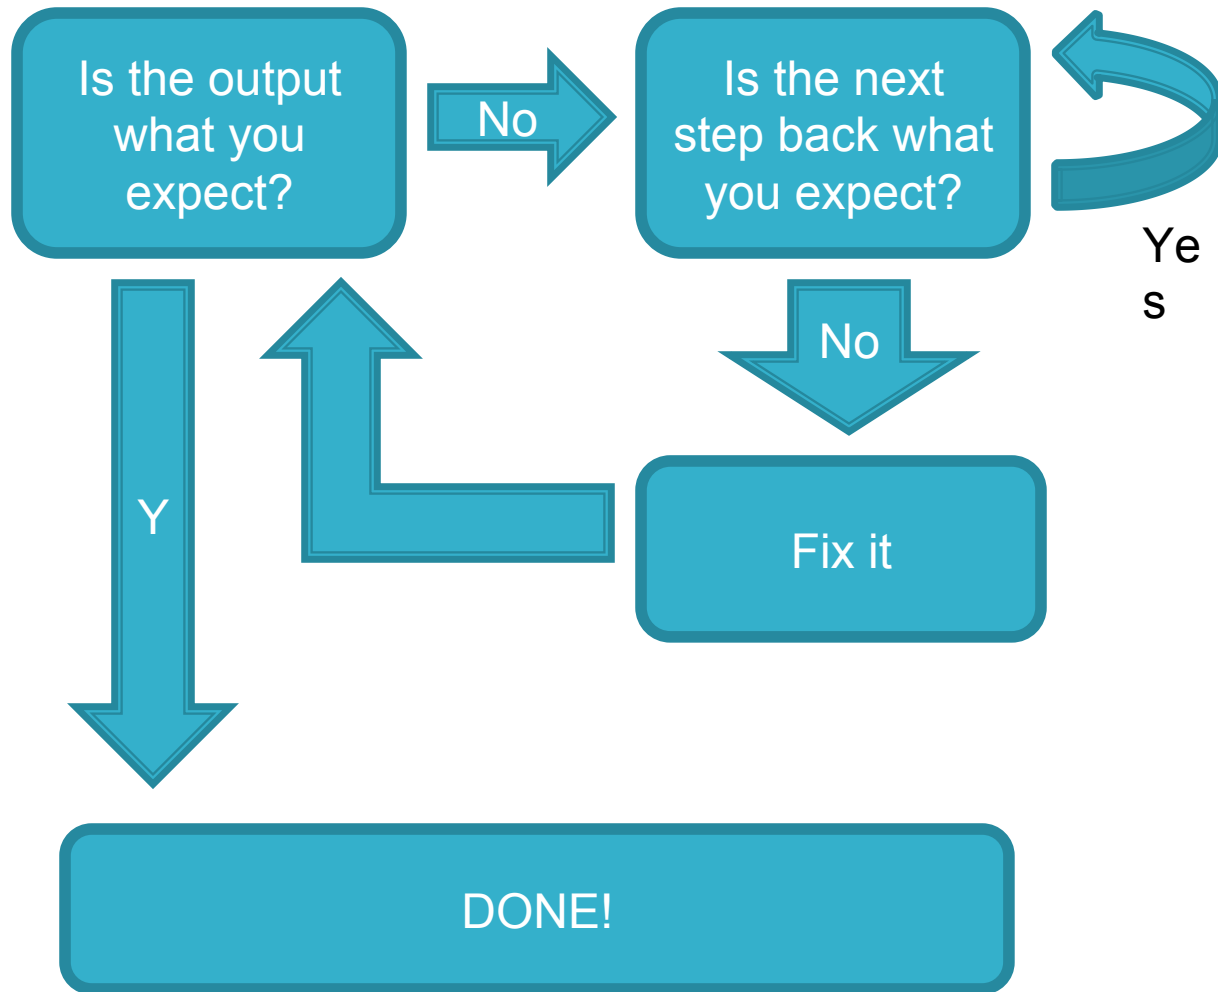 Is the output
what you
expect?
No
Is the next
step back what
you expect?
Ye
s
No
Y
Fix it
DONE!